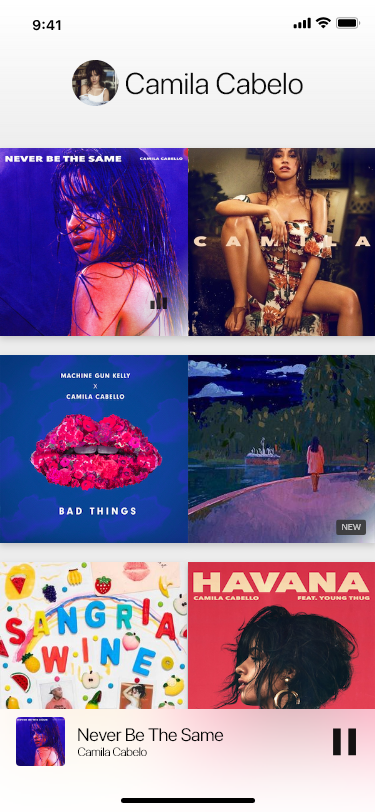 9:41
Camila Cabelo
NEVER BE THE SAME
CAMILA CABELLO
C A M I L A
MACHINE GUN KELLY
X
CAMILA CABELLO
BAD THINGS
NEW
SANGRIA
WINE
HAVANA
CAMILA CABELLO FEAT. YOUNG THUG
Never Be The Same
Camila Cabelo